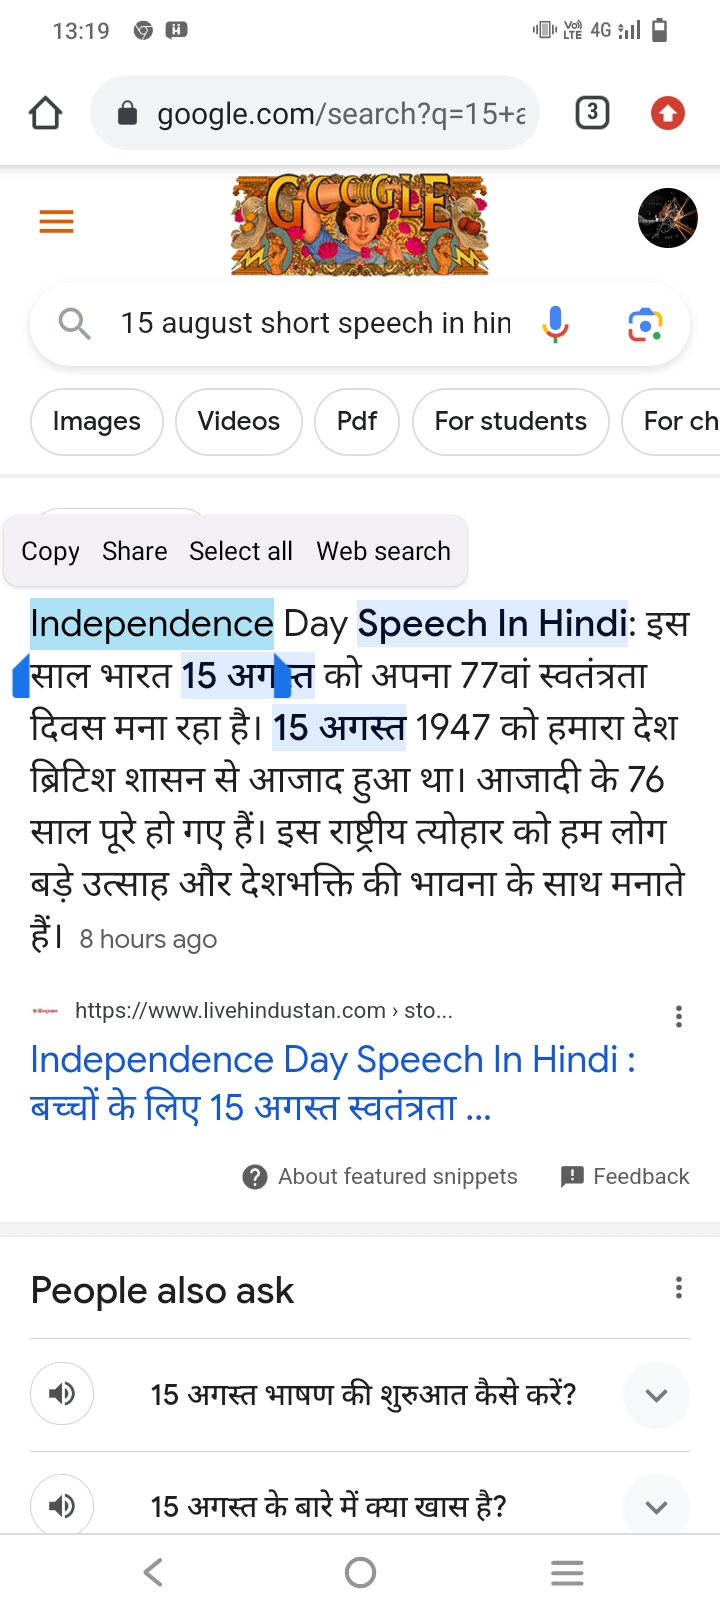 13:19
Vo)) LTE 4G
google.com/search?q=15+a
3
GOOGLE
15 august short speech in hin
Images Videos Pdf For students For ch
Copy Share Select all Web search
Independence Day Speech In Hindi: इस
साल भारत 15 अगस्त को अपना 77वां स्वतंत्रता
दिवस मना रहा है। 15 अगस्त 1947 को हमारा देश
ब्रिटिश शासन से आजाद हुआ था। आजादी के 76
साल पूरे हो गए हैं। इस राष्ट्रीय त्योहार को हम लोग
बड़े उत्साह और देशभक्ति की भावना के साथ मनाते
हैं। 8 hours ago
https://www.livehindustan.com › sto...
Independence Day Speech In Hindi :
बच्चों के लिए 15 अगस्त स्वतंत्रता ...
About featured snippets Feedback
People also ask
15 अगस्त भाषण की शुरुआत कैसे करें?
15 अगस्त के बारे में क्या खास है?